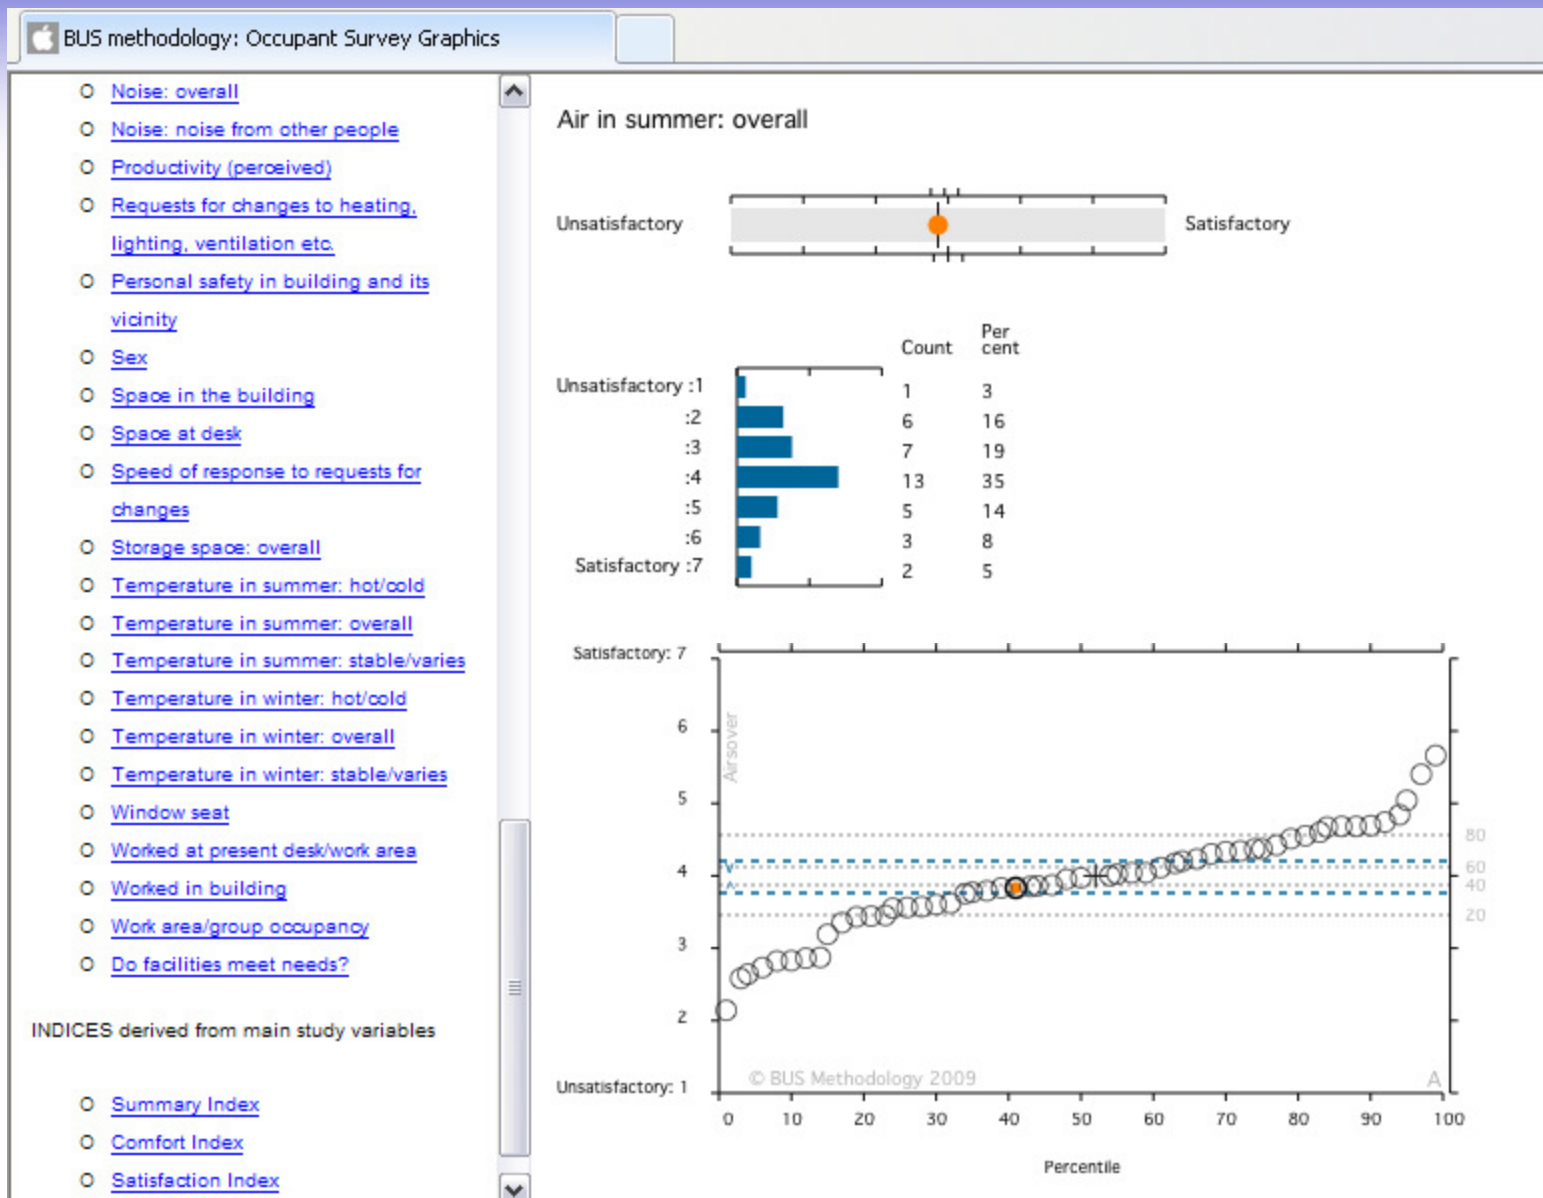 BUS methodology: Occupant Survey Graphics
Noise: overall
Noise: noise from other people
Productivity (perceived)
Requests for changes to heating,
lighting, ventilation etc.
Personal safety in building and its
vicinity
Sex
Space in the building
Space at desk
Speed of response to requests for
changes
Storage space: overall
Temperature in summer: hot/cold
Temperature in summer: overall
Temperature in summer: stable/varies
Temperature in winter: hot/cold
Temperature in winter: overall
Temperature in winter: stable/varies
Window seat
Worked at present desk/work area
Worked in building
Work area/group occupancy
Do facilities meet needs?
INDICES derived from main study variables
Summary Index
Comfort Index
Satisfaction Index
Air in summer: overall
Unsatisfactory Satisfactory
Count Per cent
Unsatisfactory :1 1 3
:2 6 16
:3 7 19
:4 13 35
:5 5 14
:6 3 8
Satisfactory :7 2 5
Satisfactory: 7
6
Airsover
5
80
4 60
40
20
3
2
© BUS Methodology 2009 A
Unsatisfactory: 1
0 10 20 30 40 50 60 70 80 90 100
Percentile